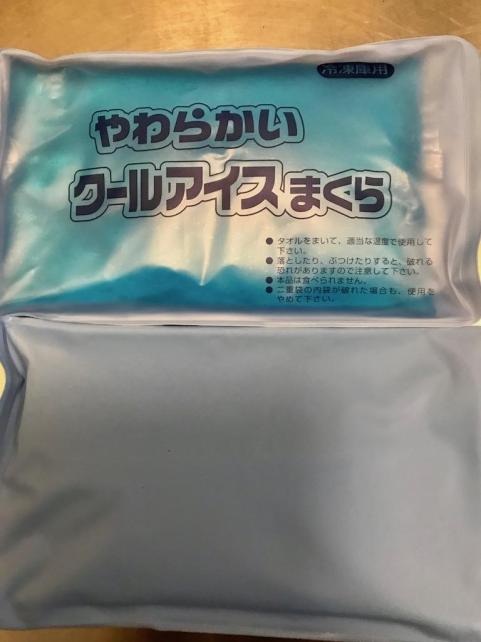 冷凍庫用
やわらかい
クールアイスまくら
● タオルをまいて、適当な温度で使用して
下さい。
● 落としたり、ぶつけたりすると、破れる
恐れがありますので注意して下さい。
● 本品は食べられません。
● 二重袋の内袋が破れた場合も、使用を
やめて下さい。